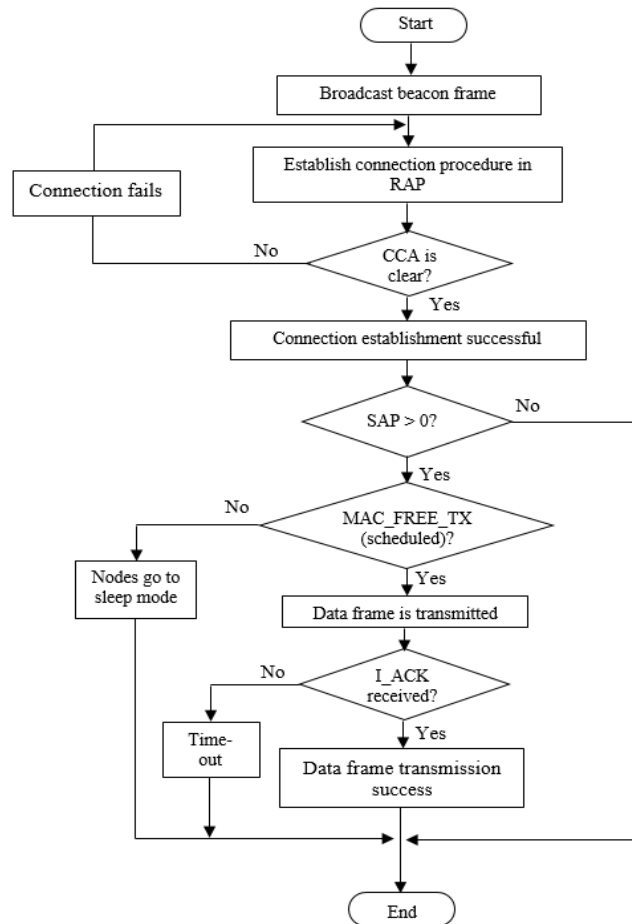 Start
Broadcast beacon frame
Establish connection procedure in
RAP
Connection fails
No
CCA is
clear?
Yes
Connection establishment successful
SAP > 0?
No
Yes
No
MAC_FREE_TX
(scheduled)?
Nodes go to
sleep mode
Yes
Data frame is transmitted
No
I_ACK
received?
Time-
out
Yes
Data frame transmission
success
End